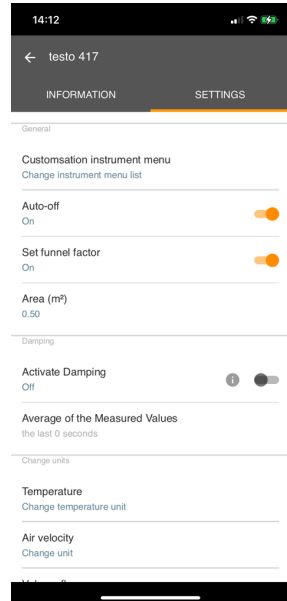 14:12
testo 417
INFORMATION SETTINGS
General
Customsation instrument menu
Change instrument menu list
Auto-off
On
Set funnel factor
On
Area (m²)
0.50
Damping
Activate Damping
Off
Average of the Measured Values
the last 0 seconds
Change units
Temperature
Change temperature unit
Air velocity
Change unit